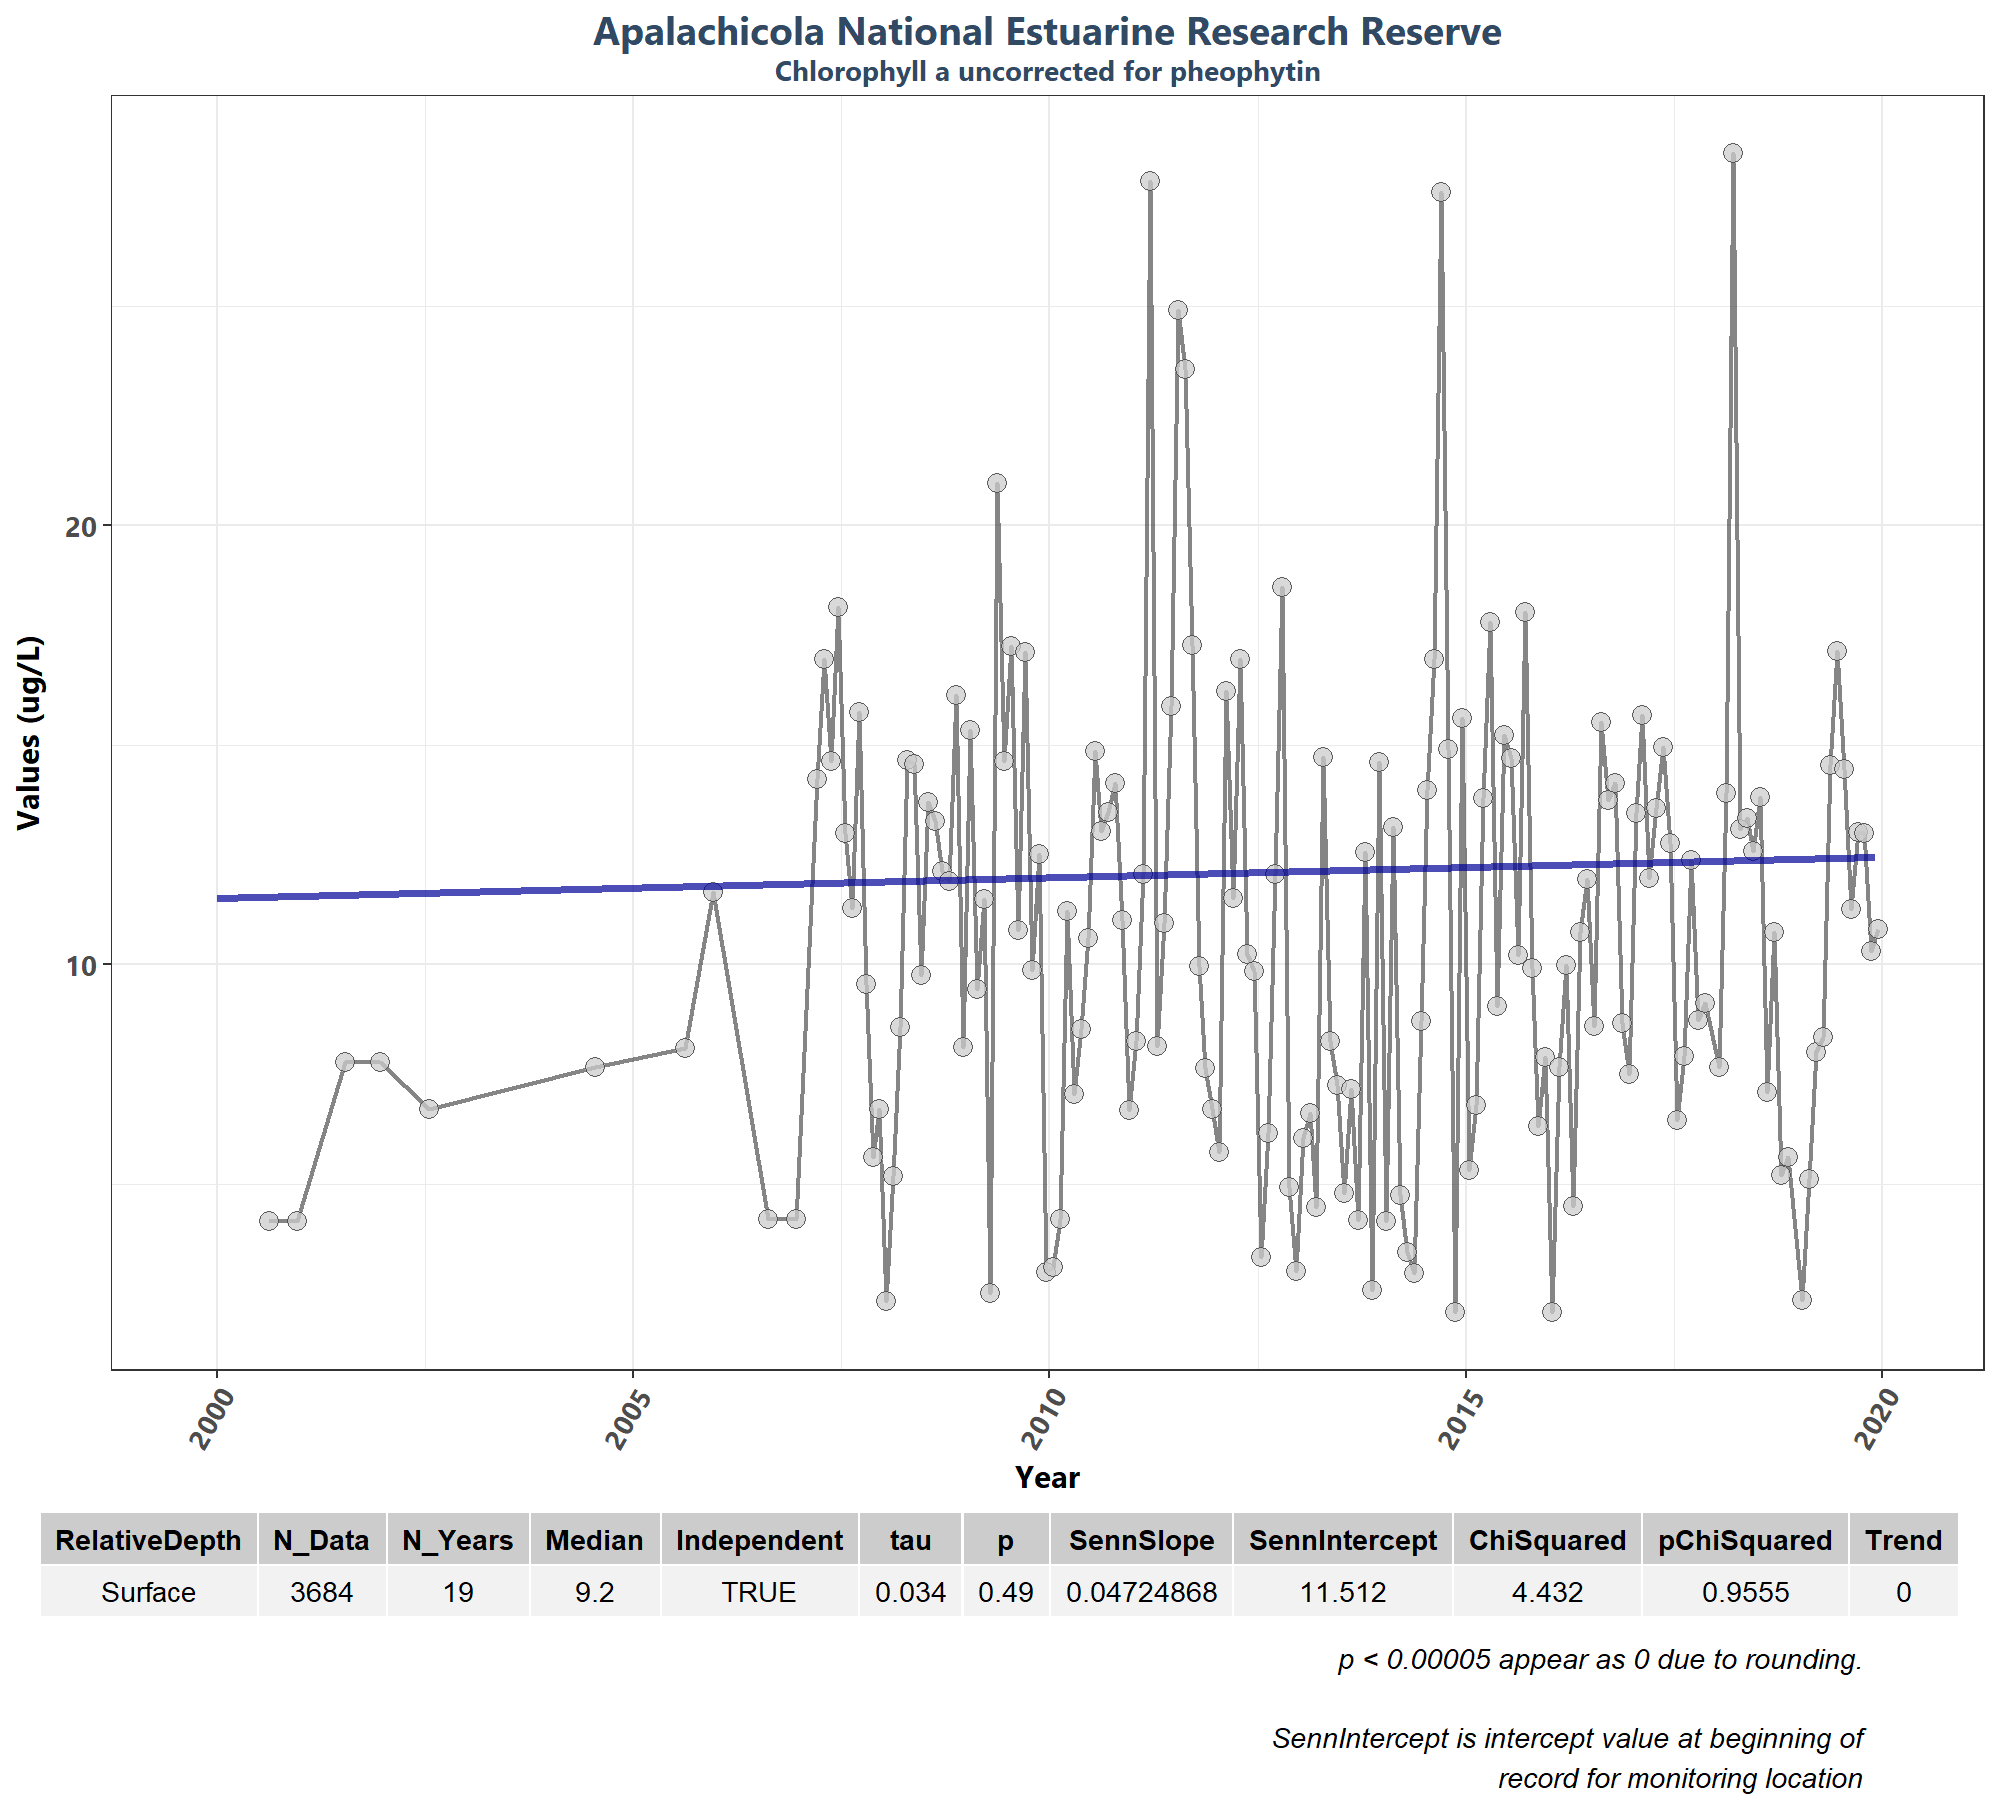 Apalachicola National Estuarine Research Reserve
Chlorophyll a uncorrected for pheophytin
Values (ug/L)
20
10
2000
2005
2010
2015
2020
Year
RelativeDepth N_Data N_Years Median Independent tau p SennSlope SennIntercept ChiSquared pChiSquared Trend
Surface 3684 19 9.2 TRUE 0.034 0.49 0.04724868 11.512 4.432 0.9555 0
p < 0.00005 appear as 0 due to rounding.
SennIntercept is intercept value at beginning of
record for monitoring location